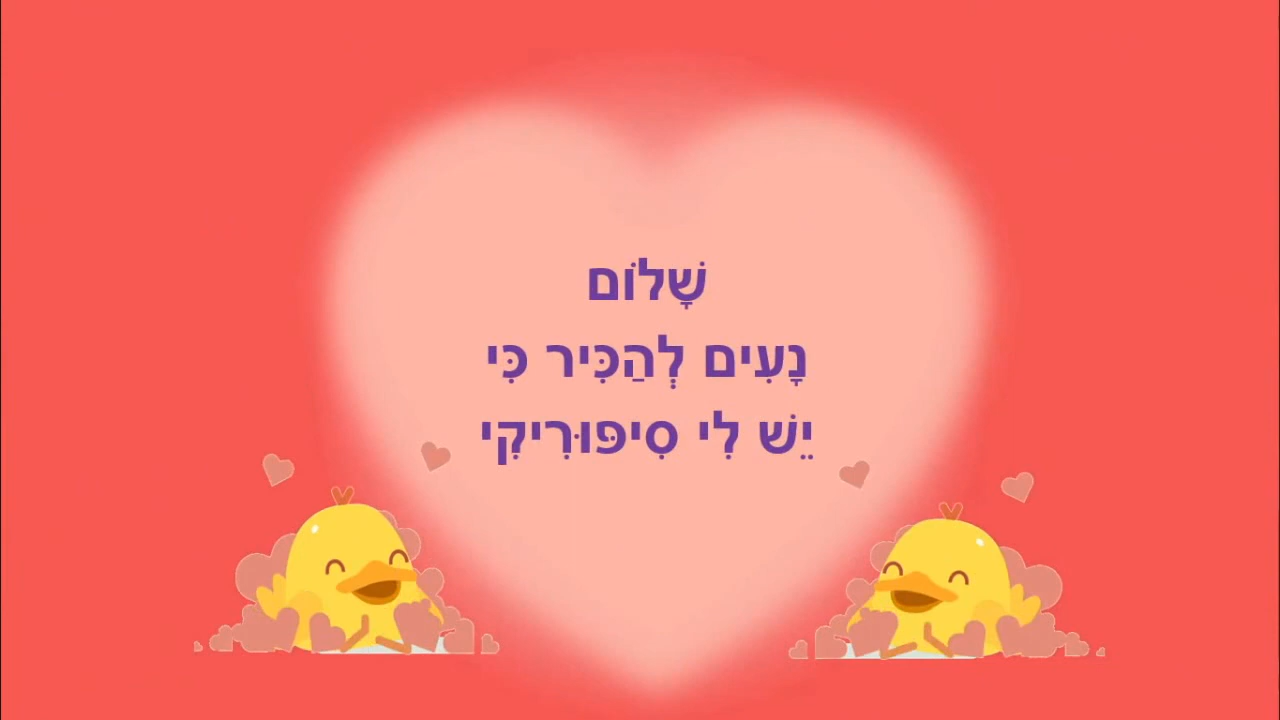 שָׁלוֹם
נָעִים לְהַכִּיר כִּי
יֵשׁ לִי סִיפּוּרִיקִי